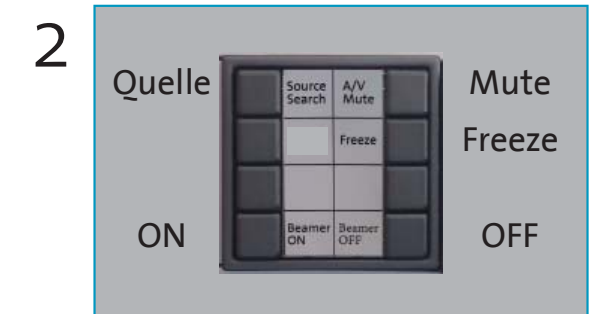 2
Quelle
Source
Search
A/V
Mute
Mute
Freeze
Freeze
ON
Beamer
ON
Beamer
OFF
OFF